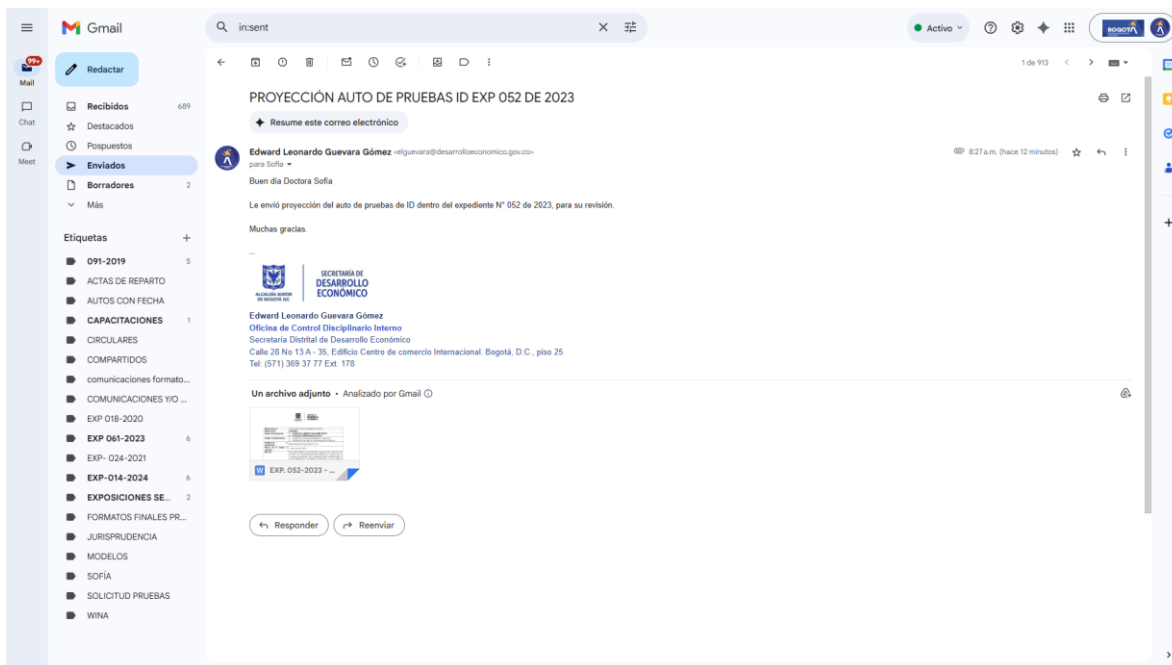 Gmail
in:sent
Activo
BOGOTÁ
99+
Mail
Chat
Meet
Redactar
Recibidos 689
Destacados
Pospuestos
Enviados
Borradores 2
Más
Etiquetas
091-2019 5
ACTAS DE REPARTO
AUTOS CON FECHA
CAPACITACIONES 1
CIRCULARES
COMPARTIDOS
comunicaciones formato...
COMUNICACIONES Y/O ...
EXP 018-2020
EXP 061-2023 6
EXP- 024-2021
EXP-014-2024 6
EXPOSICIONES SE... 2
FORMATOS FINALES PR...
JURISPRUDENCIA
MODELOS
SOFÍA
SOLICITUD PRUEBAS
WINA
1 de 913
PROYECCIÓN AUTO DE PRUEBAS ID EXP 052 DE 2023
Resume este correo electrónico
Edward Leonardo Guevara Gómez <elguevara@desarrolloeconomico.gov.co>
8:27 a.m. (hace 12 minutos)
para Sofia
Buen día Doctora Sofía
Le envió proyección del auto de pruebas de ID dentro del expediente N° 052 de 2023, para su revisión.
Muchas gracias.
--
ALCALDÍA MAYOR
DE BOGOTÁ D.C.
SECRETARÍA DE
DESARROLLO
ECONÓMICO
Edward Leonardo Guevara Gómez
Oficina de Control Disciplinario Interno
Secretaría Distrital de Desarrollo Económico
Calle 28 No 13 A - 35, Edificio Centro de comercio Internacional. Bogotá, D.C., piso 25
Tel: (571) 369 37 77 Ext. 178
Un archivo adjunto • Analizado por Gmail
W EXP. 052-2023 - ...
Responder
Reenviar